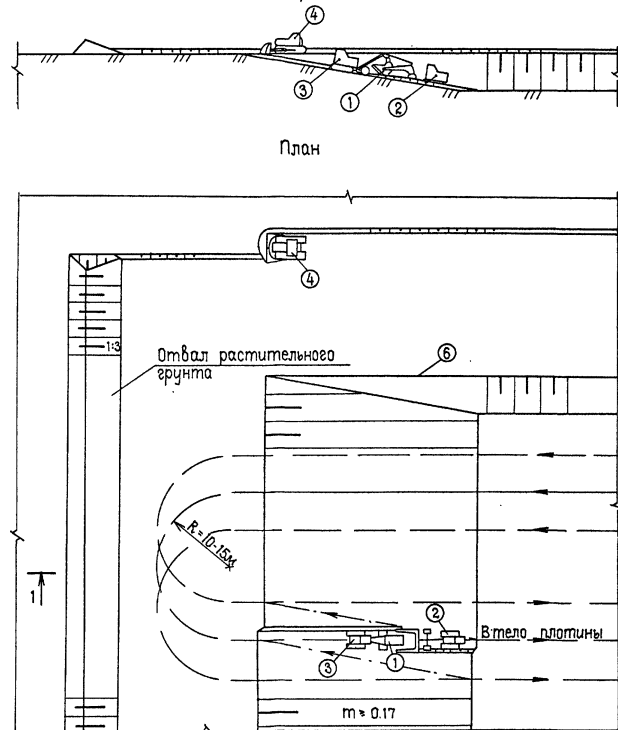 4
3
1
2
План
4
1:3
Отвал растительного
грунта
6
R=10-15м
1
2
В тело плотины
3
1
m≈0.17